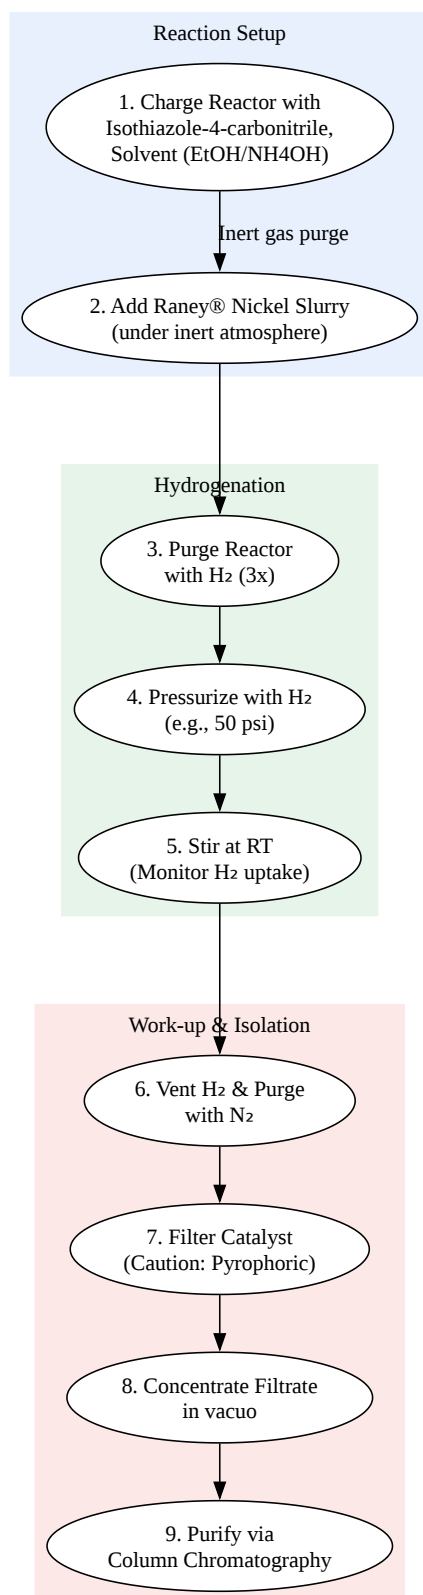 Reaction Setup
1. Charge Reactor with
Isothiazole-4-carbonitrile,
Solvent (EtOH/NH4OH)
Inert gas purge
2. Add Raney® Nickel Slurry
(under inert atmosphere)
Hydrogenation
3. Purge Reactor
with H₂ (3x)
4. Pressurize with H₂
(e.g., 50 psi)
5. Stir at RT
(Monitor H₂ uptake)
Work-up & Isolation
6. Vent H₂ & Purge
with N₂
7. Filter Catalyst
(Caution: Pyrophoric)
8. Concentrate Filtrate
in vacuo
9. Purify via
Column Chromatography